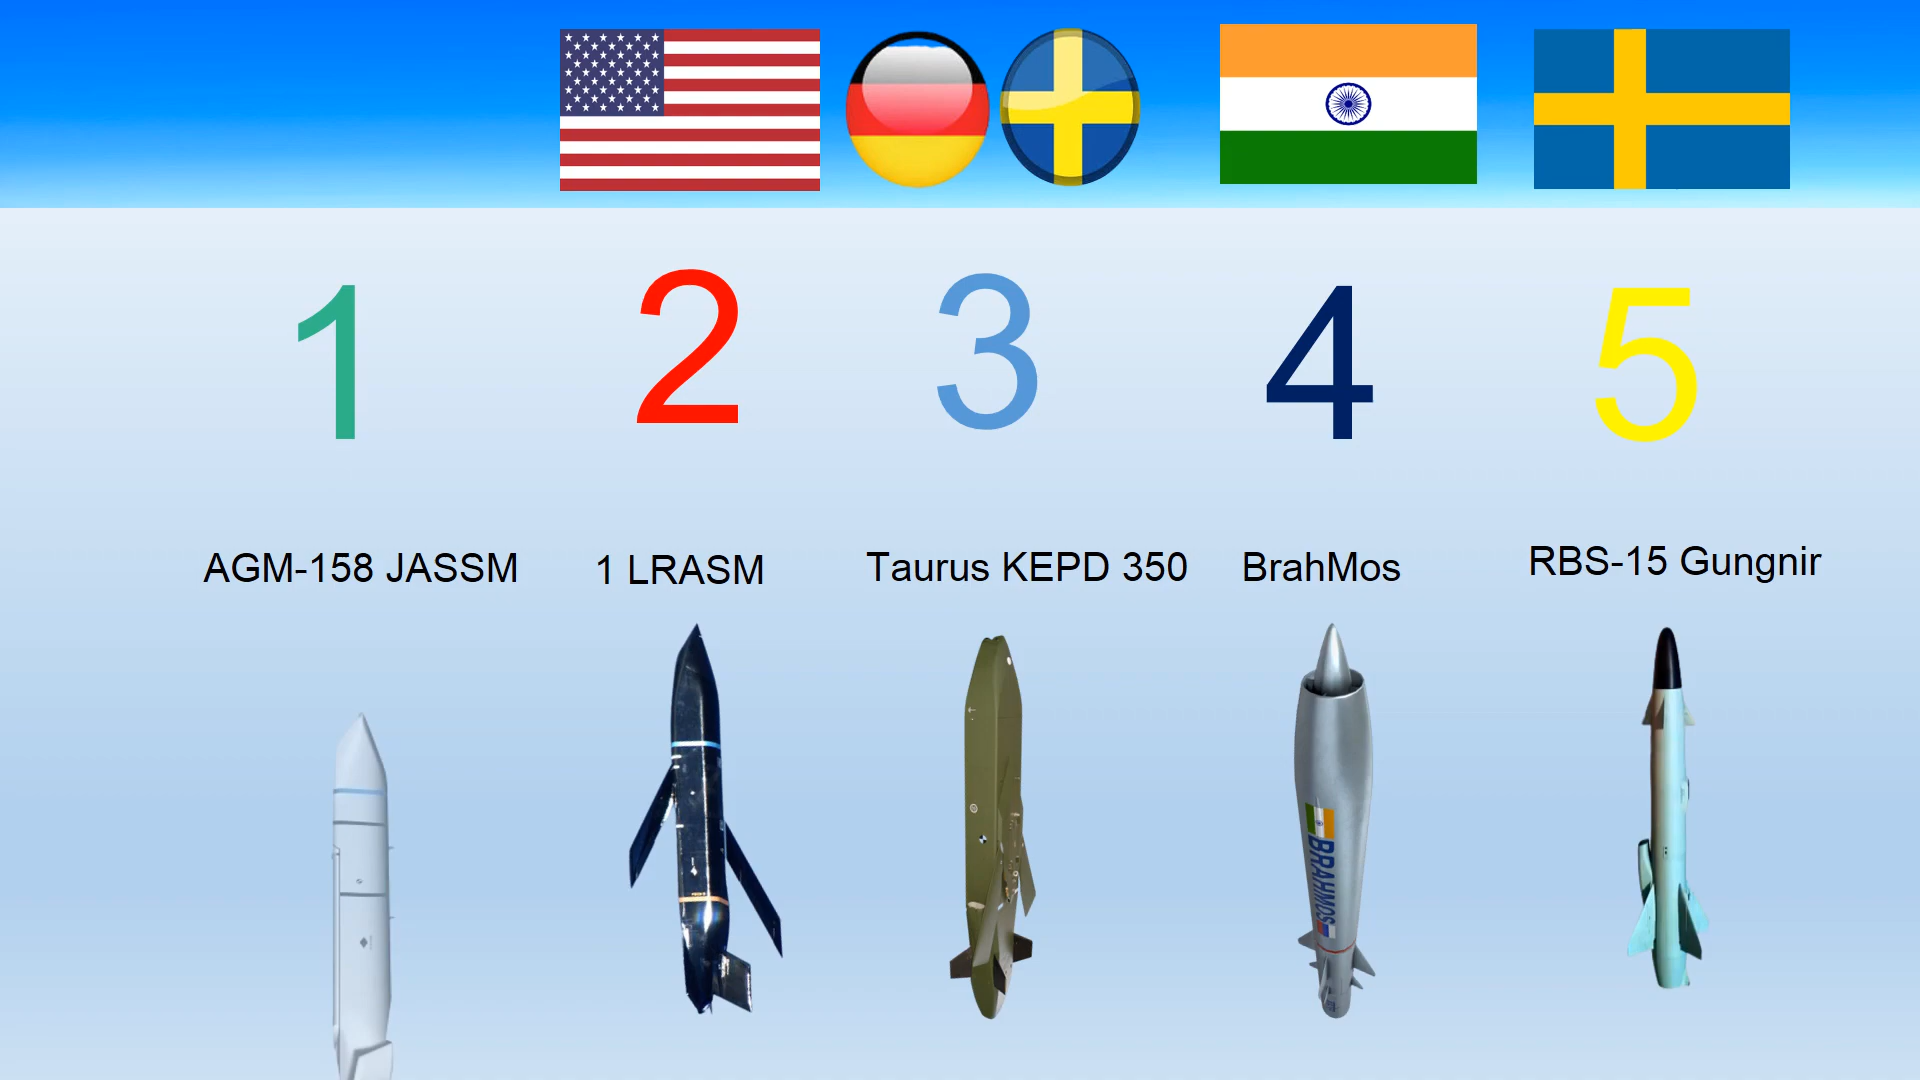 1 2 3 4 5
AGM-158 JASSM 1 LRASM Taurus KEPD 350 BrahMos RBS-15 Gungnir
BRAHMOS